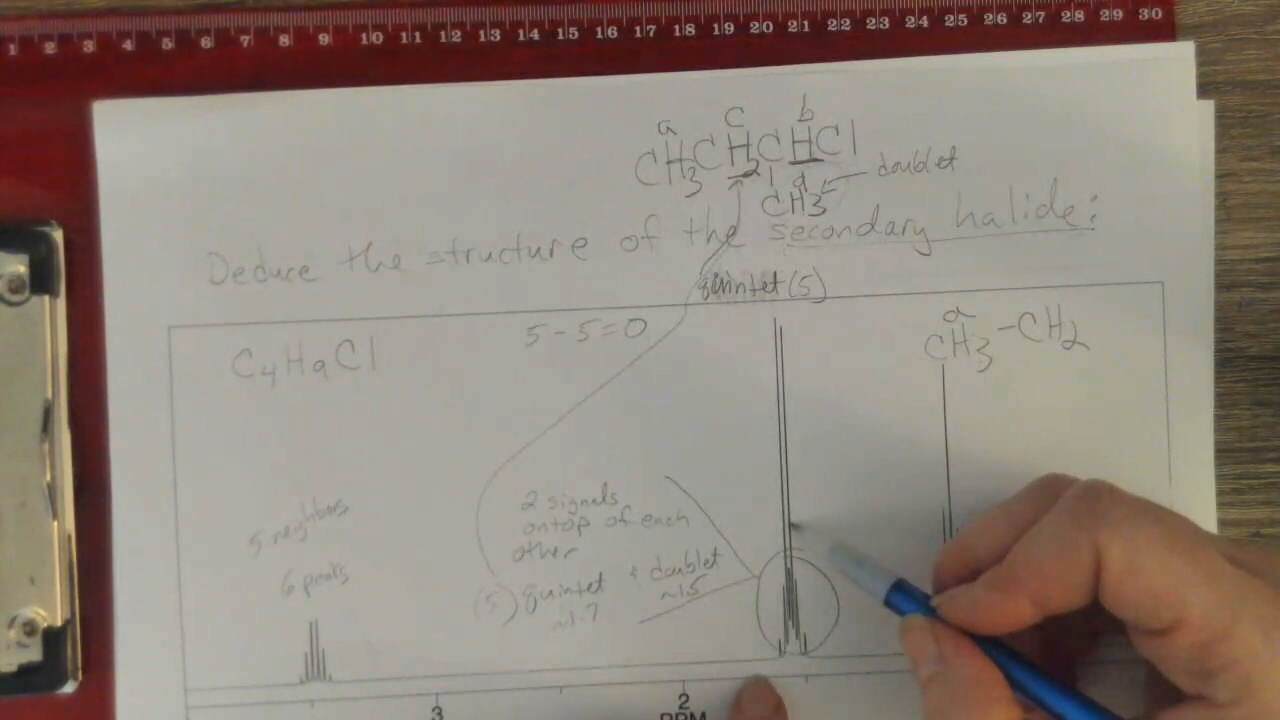 1 2 3 4 5 6 7 8 9 10 11 12 13 14 15 16 17 18 19 20 21 22 23 24 25 26 27 28 29 30
a c b
CH3CH2CHCl
d
CH3
doublet
Deduce the structure of the secondary halide:
quintet (5)
C4H9Cl
5-5=0
a
CH3-CH2
5 neighbors
6 peaks
2 signals
on top of each
other
(5) quintet + doublet
~1.7 ~1.5
3 2
PPM